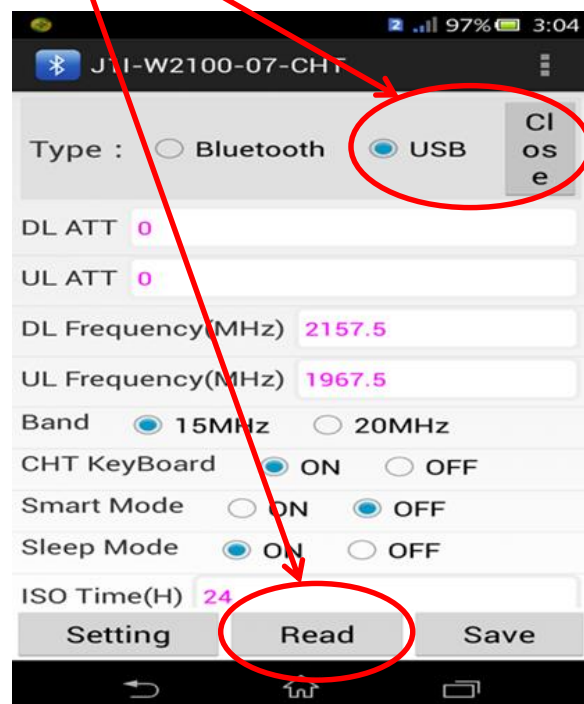 2 97% 3:04
JTI-W2100-07-CHT
Type : Bluetooth USB Cl
os
e
DL ATT 0
UL ATT 0
DL Frequency(MHz) 2157.5
UL Frequency(MHz) 1967.5
Band 15MHz 20MHz
CHT KeyBoard ON OFF
Smart Mode ON OFF
Sleep Mode ON OFF
ISO Time(H) 24
Setting Read Save